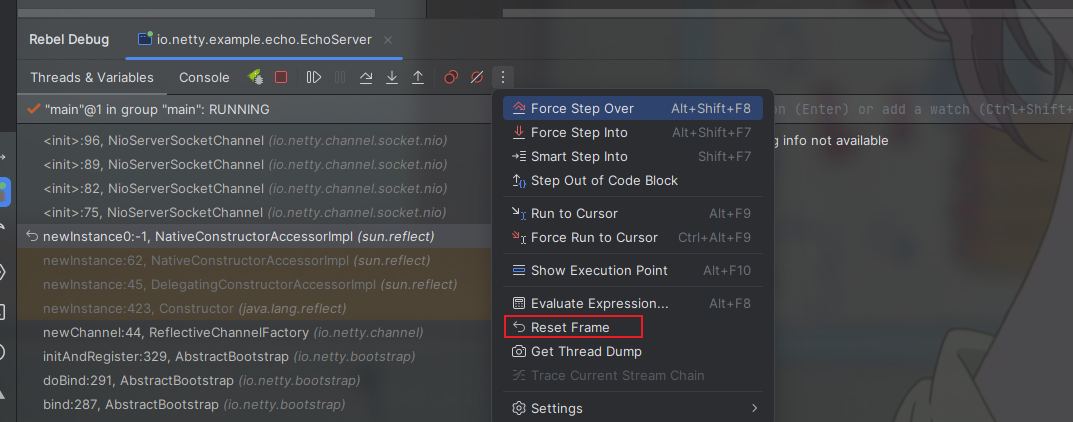 Rebel Debug io.netty.example.echo.EchoServer ×
Threads & Variables Console
"main"@1 in group "main": RUNNING
<init>:96, NioServerSocketChannel (io.netty.channel.socket.nio)
<init>:89, NioServerSocketChannel (io.netty.channel.socket.nio)
<init>:82, NioServerSocketChannel (io.netty.channel.socket.nio)
<init>:75, NioServerSocketChannel (io.netty.channel.socket.nio)
newInstance0:-1, NativeConstructorAccessorImpl (sun.reflect)
newInstance:62, NativeConstructorAccessorImpl (sun.reflect)
newInstance:45, DelegatingConstructorAccessorImpl (sun.reflect)
newInstance:423, Constructor (java.lang.reflect)
newChannel:44, ReflectiveChannelFactory (io.netty.channel)
initAndRegister:329, AbstractBootstrap (io.netty.bootstrap)
doBind:291, AbstractBootstrap (io.netty.bootstrap)
bind:287, AbstractBootstrap (io.netty.bootstrap)
Force Step Over Alt+Shift+F8
Force Step Into Alt+Shift+F7
Smart Step Into Shift+F7
Step Out of Code Block
Run to Cursor Alt+F9
Force Run to Cursor Ctrl+Alt+F9
Show Execution Point Alt+F10
Evaluate Expression... Alt+F8
Reset Frame
Get Thread Dump
Trace Current Stream Chain
Settings
(Enter) or add a watch (Ctrl+Shift+
info not available